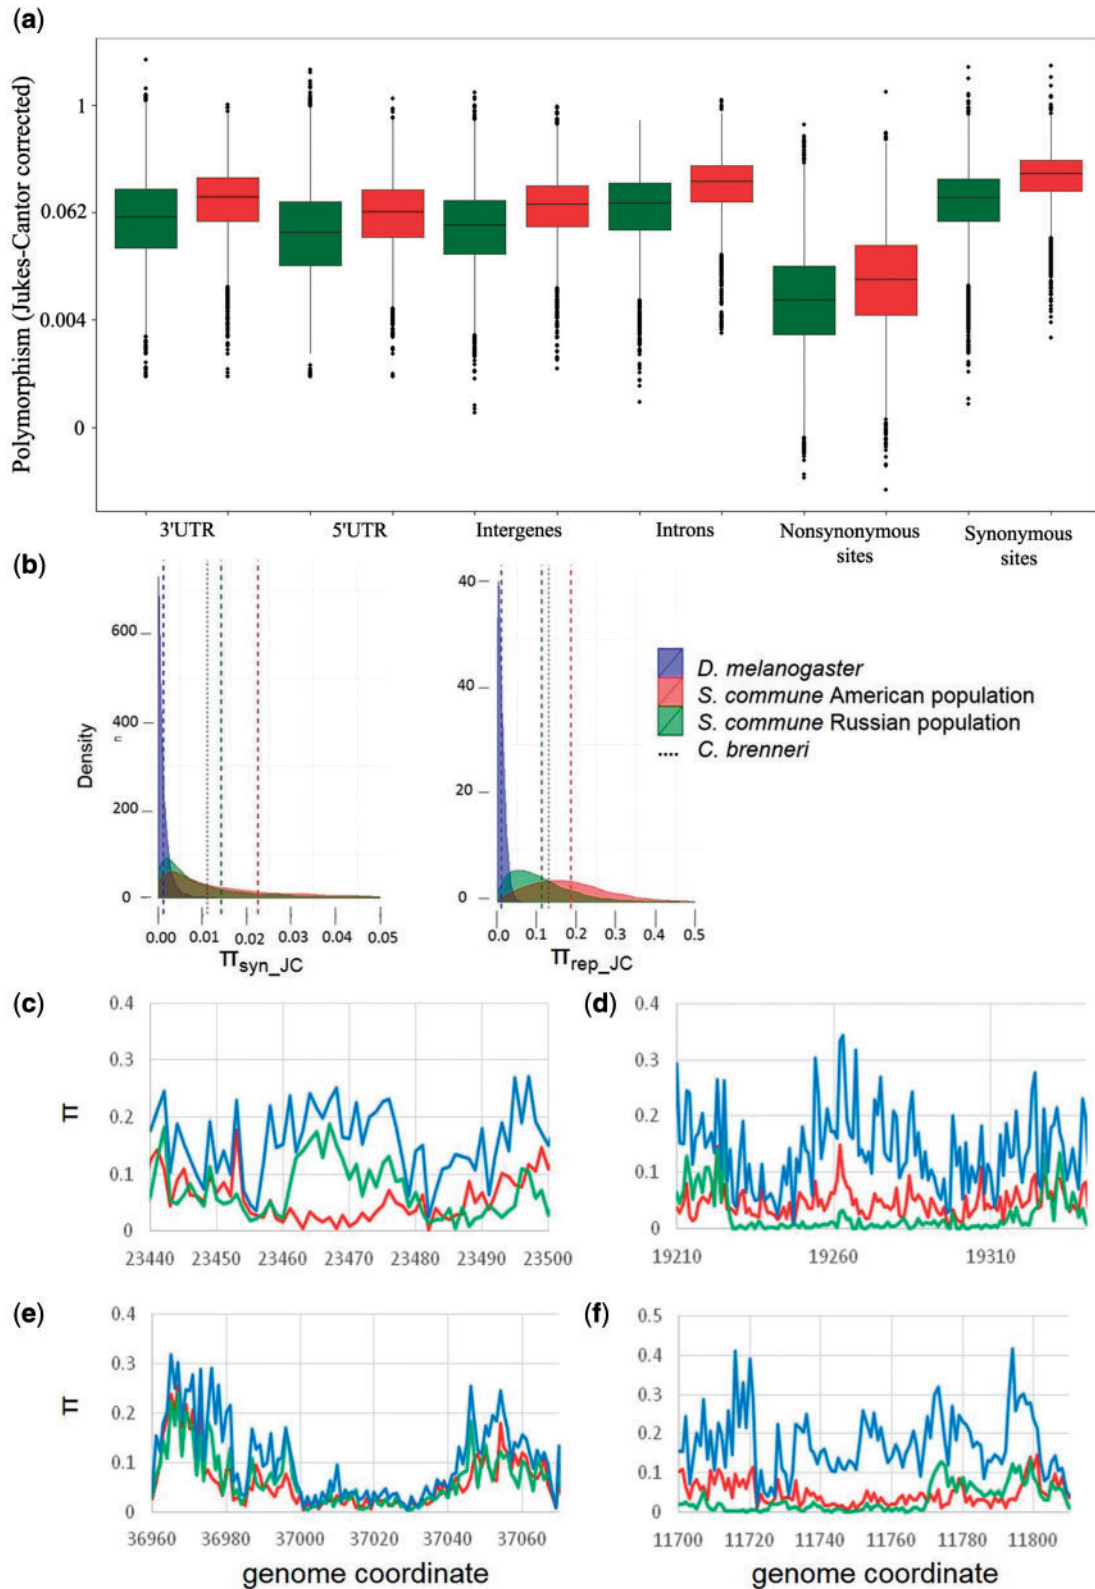 (a)
Polymorphism (Jukes-Cantor corrected)
1
0.062
0.004
0
3'UTR 5'UTR Intergenes Introns Nonsynonymous sites Synonymous sites
(b)
Density
n
600
400
200
0
0.00 0.01 0.02 0.03 0.04 0.05
πsyn_JC
40
40
20
0
0.0 0.1 0.2 0.3 0.4 0.5
πrep_JC
D. melanogaster
S. commune American population
S. commune Russian population
C. brenneri
(c)
π
0.4
0.3
0.2
0.1
0
23440 23450 23460 23470 23480 23490 23500
(d)
0.4
0.3
0.2
0.1
0
19210 19260 19310
(e)
π
0.4
0.3
0.2
0.1
0
36960 36980 37000 37020 37040 37060
genome coordinate
(f)
0.5
0.4
0.3
0.2
0.1
0
11700 11720 11740 11760 11780 11800
genome coordinate